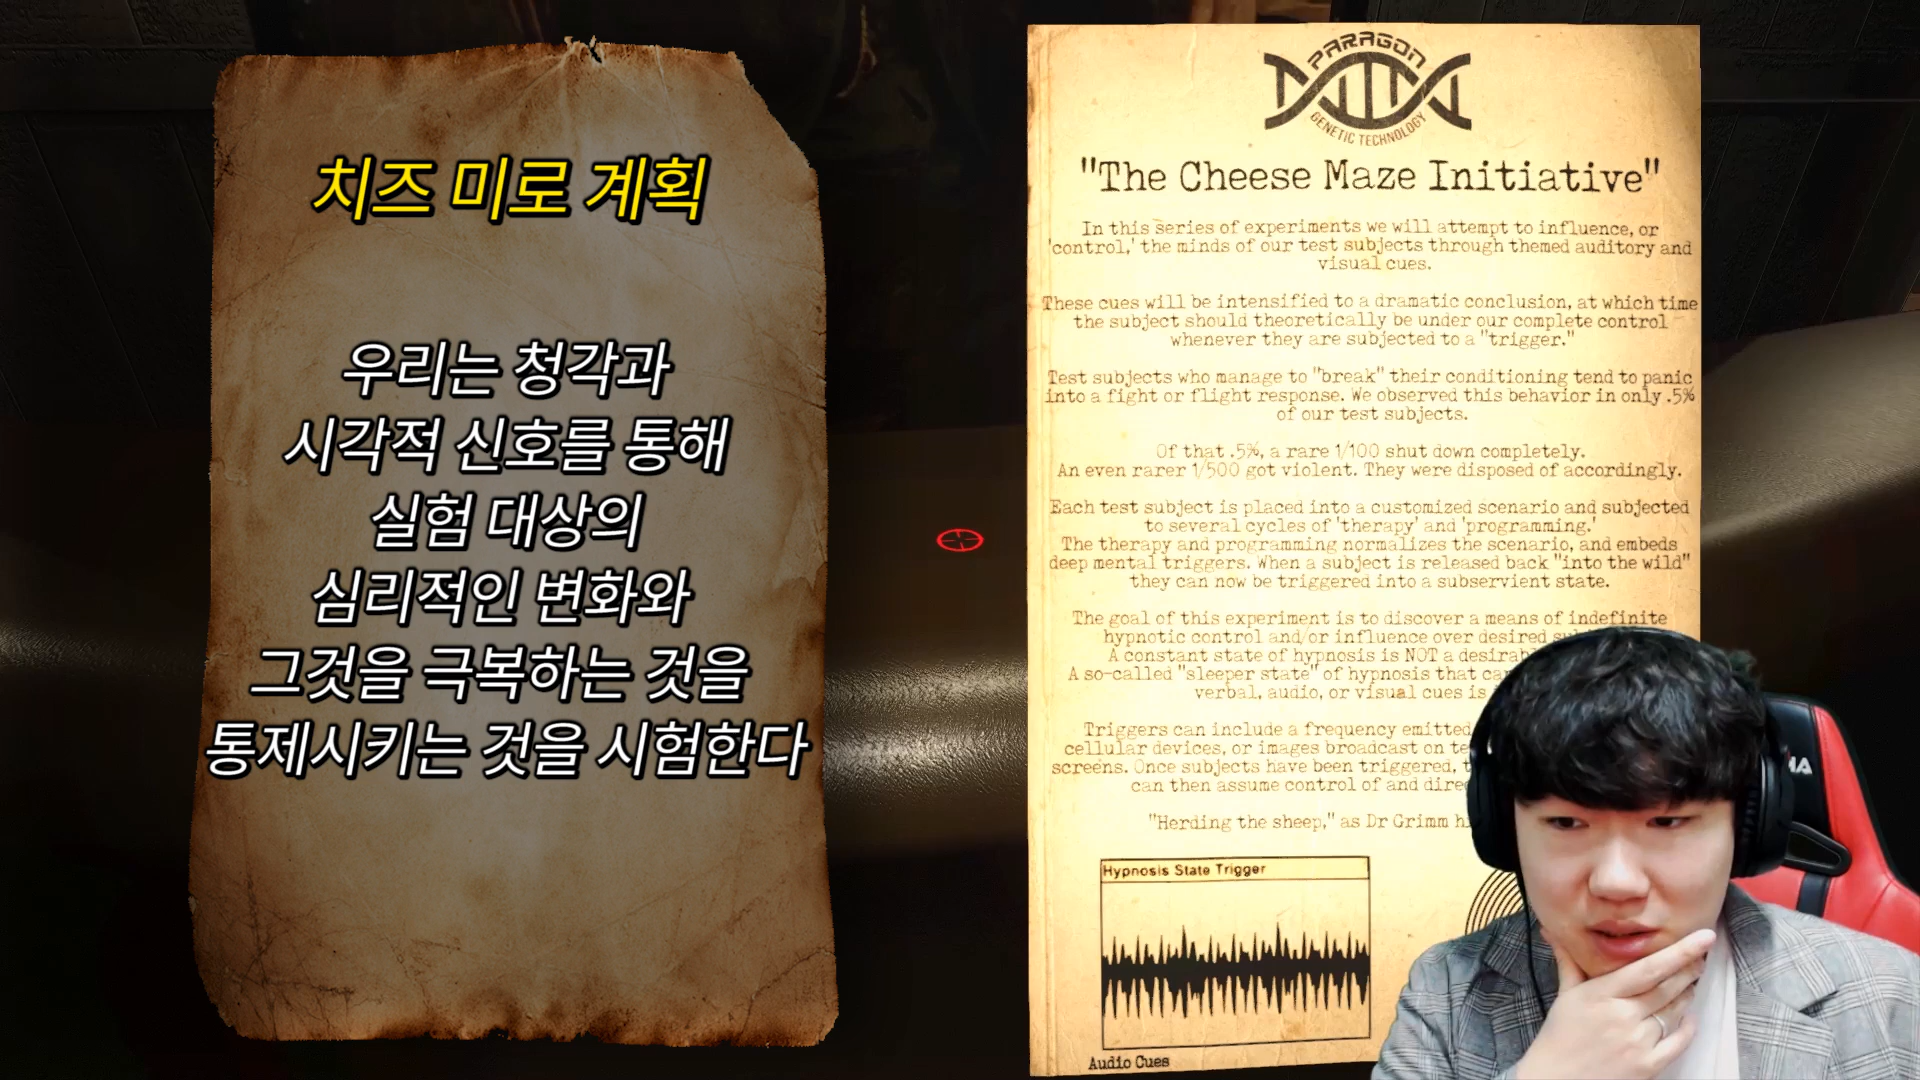 치즈 미로 계획
우리는 청각과
시각적 신호를 통해
실험 대상의
심리적인 변화와
그것을 극복하는 것을
통제시키는 것을 시험한다
PARAGON
GENETIC TECHNOLOGY
"The Cheese Maze Initiative"
In this series of experiments we will attempt to influence, or
'control,' the minds of our test subjects through themed auditory and
visual cues.
These cues will be intensified to a dramatic conclusion, at which time
the subject should theoretically be under our complete control
whenever they are subjected to a "trigger."
Test subjects who manage to "break" their conditioning tend to panic
into a fight or flight response. We observed this behavior in only .5%
of our test subjects.
Of that .5%, a rare 1/100 shut down completely.
An even rarer 1/500 got violent. They were disposed of accordingly.
Each test subject is placed into a customized scenario and subjected
to several cycles of 'therapy' and 'programming.'
The therapy and programming normalizes the scenario, and embeds
deep mental triggers. When a subject is released back "into the wild"
they can now be triggered into a subservient state.
The goal of this experiment is to discover a means of indefinite
hypnotic control and/or influence over desired
A constant state of hypnosis is NOT a
A so-called "sleeper state" of hypnosis that
verbal, audio, or visual cues is
Triggers can include a frequency emitted
cellular devices, or images broadcast on
screens. Once subjects have been triggered,
can then assume control of and
"Herding the sheep," as Dr Grimm
Hypnosis State Trigger
Audio Cues